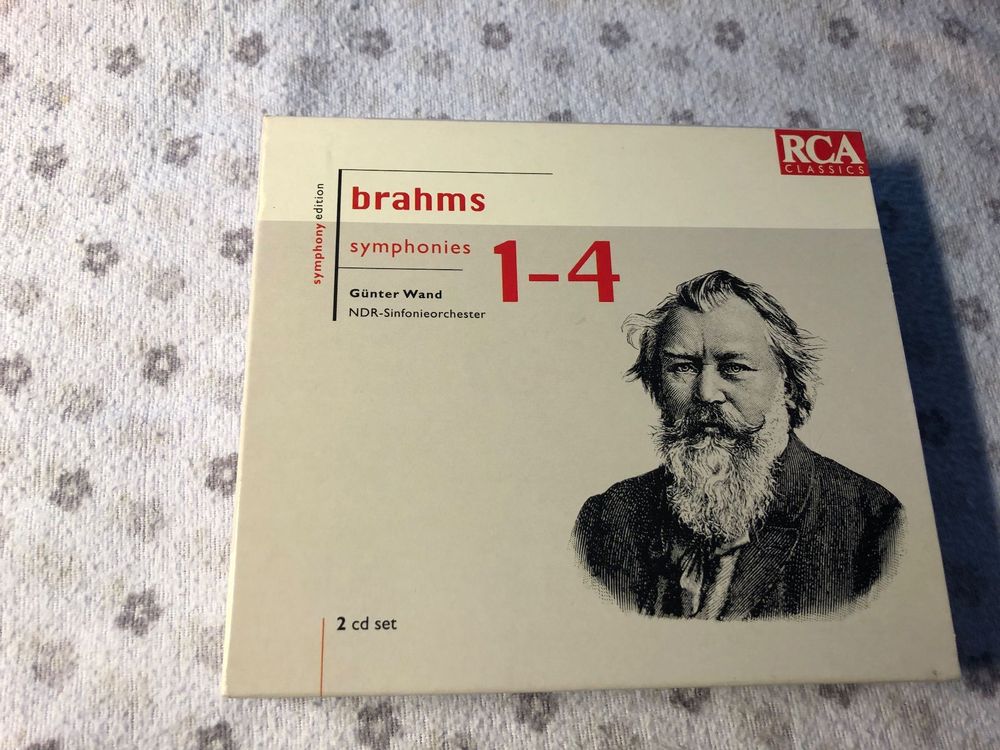 RCA
CLASSICS
symphony edition
brahms
symphonies 1-4
Günter Wand
NDR-Sinfonieorchester
2 cd set